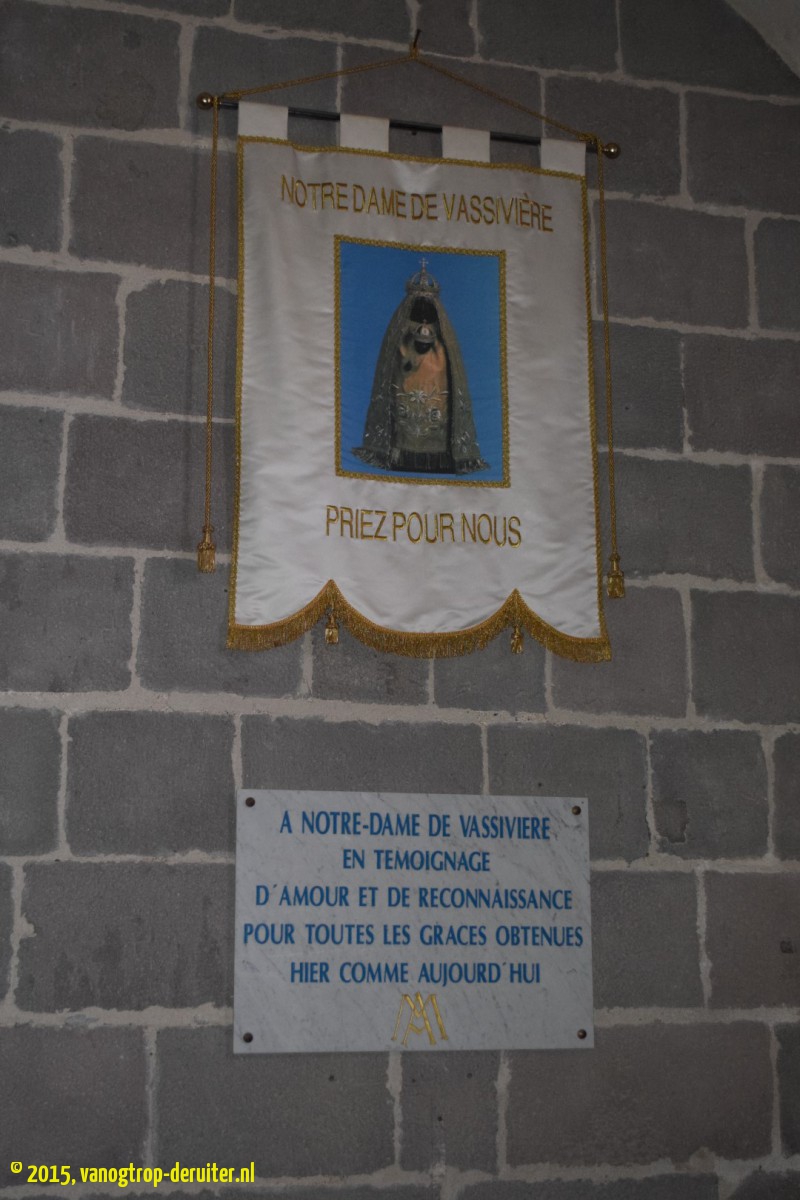 NOTRE DAME DE VASSIVIÈRE
PRIEZ POUR NOUS
A NOTRE-DAME DE VASSIVIERE
EN TEMOIGNAGE
D´AMOUR ET DE RECONNAISSANCE
POUR TOUTES LES GRACES OBTENUES
HIER COMME AUJOURD´HUI
© 2015, vanogtrop-deruiter.nl